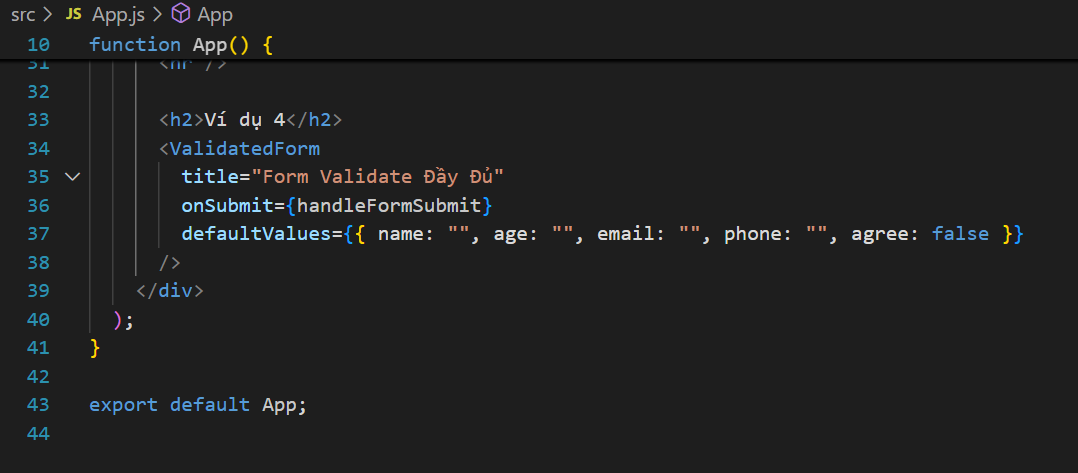 src > JS App.js > App
10 function App() {
31 <hr />
32
33 <h2>Ví dụ 4</h2>
34 <ValidatedForm
35 title="Form Validate Đầy Đủ"
36 onSubmit={handleFormSubmit}
37 defaultValues={{ name: "", age: "", email: "", phone: "", agree: false }}
38 />
39 </div>
40 );
41 }
42
43 export default App;
44